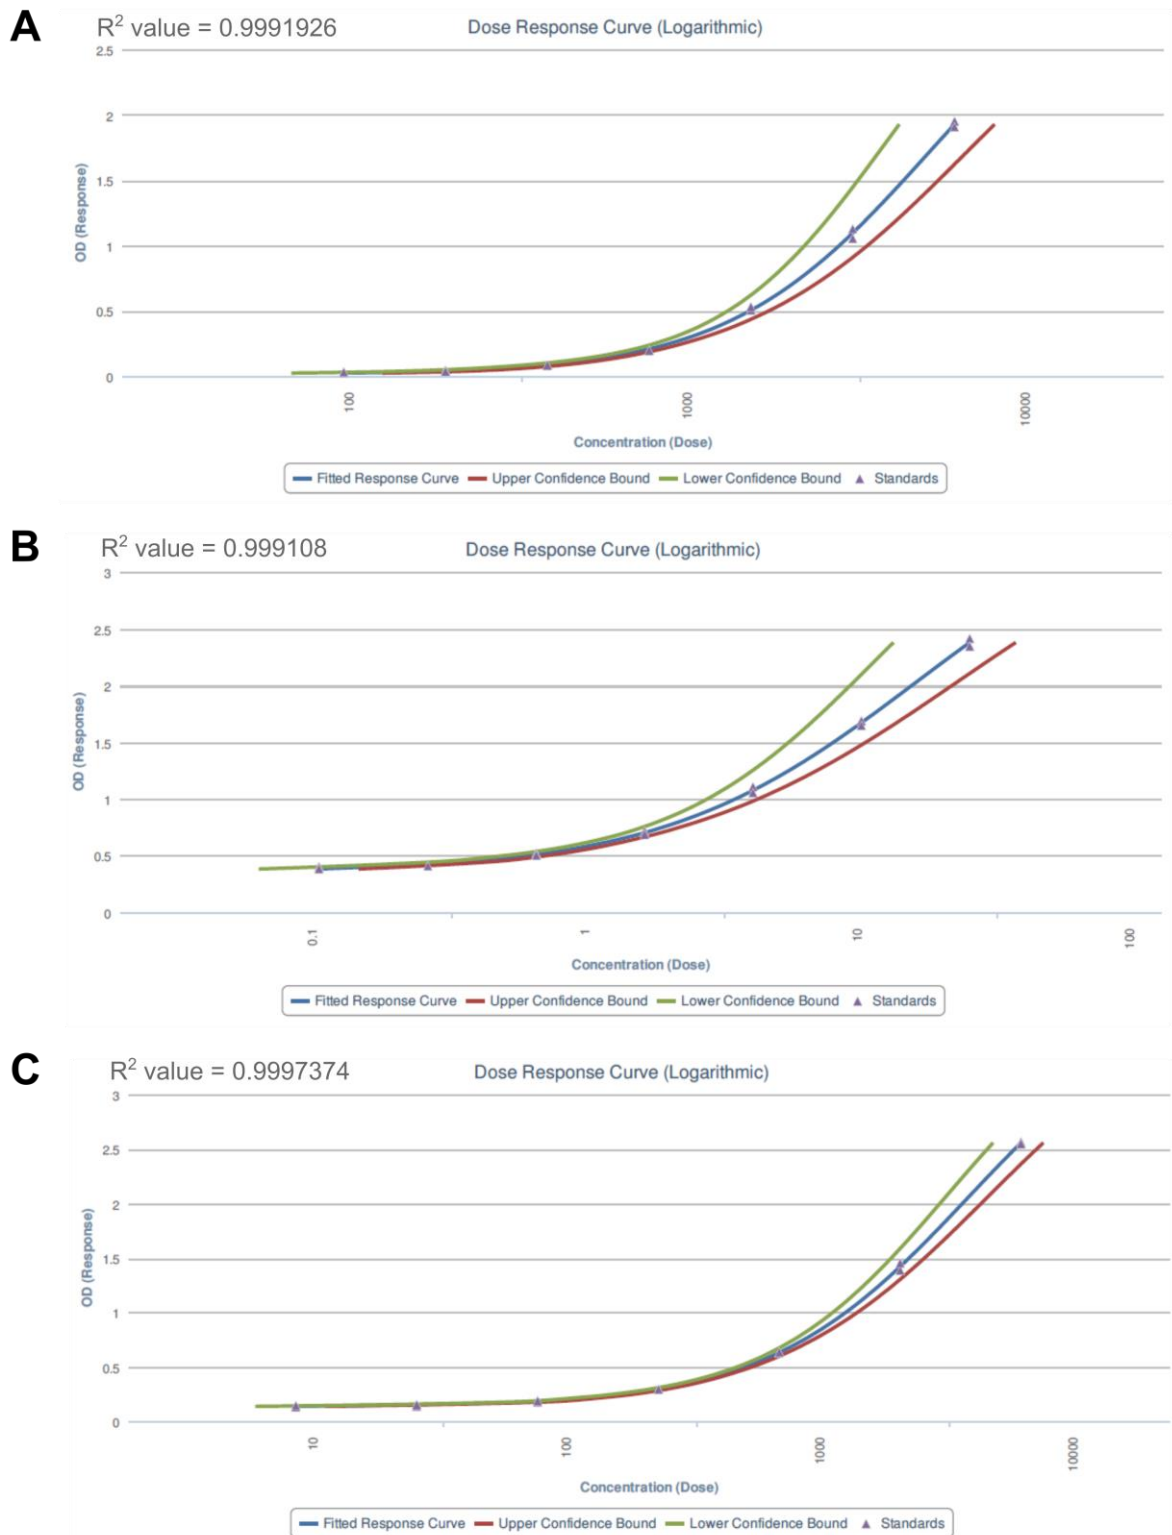 A
R² value = 0.9991926
Dose Response Curve (Logarithmic)
2.5
2
1.5
1
0.5
0
OD (Response)
100
1000
10000
Concentration (Dose)
Fitted Response Curve Upper Confidence Bound Lower Confidence Bound Standards
B
R² value = 0.999108
Dose Response Curve (Logarithmic)
3
2.5
2
1.5
1
0.5
0
OD (Response)
0.1
1
10
100
Concentration (Dose)
Fitted Response Curve Upper Confidence Bound Lower Confidence Bound Standards
C
R² value = 0.9997374
Dose Response Curve (Logarithmic)
3
2.5
2
1.5
1
0.5
0
OD (Response)
10
100
1000
10000
Concentration (Dose)
Fitted Response Curve Upper Confidence Bound Lower Confidence Bound Standards